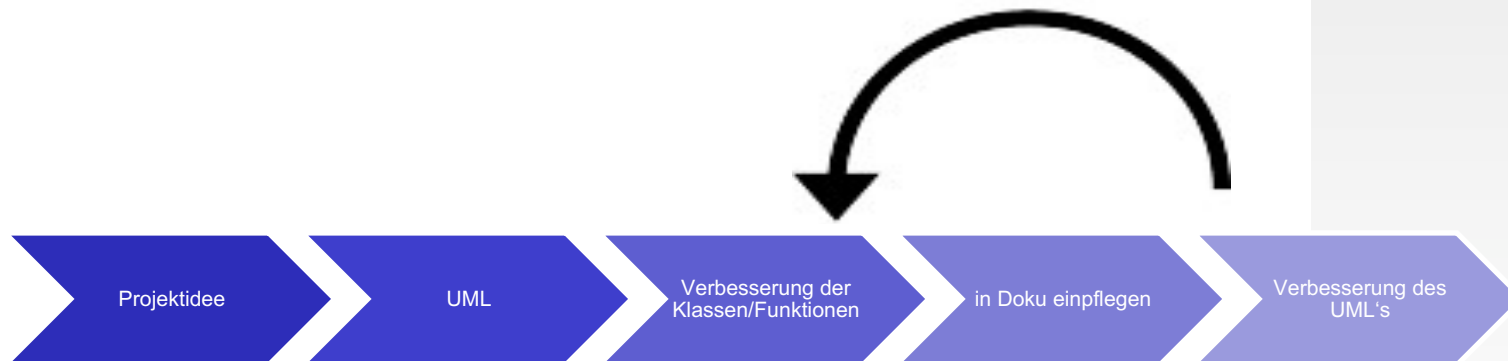 Projektidee
UML
Verbesserung der
Klassen/Funktionen
in Doku einpflegen
Verbesserung des
UML‘s